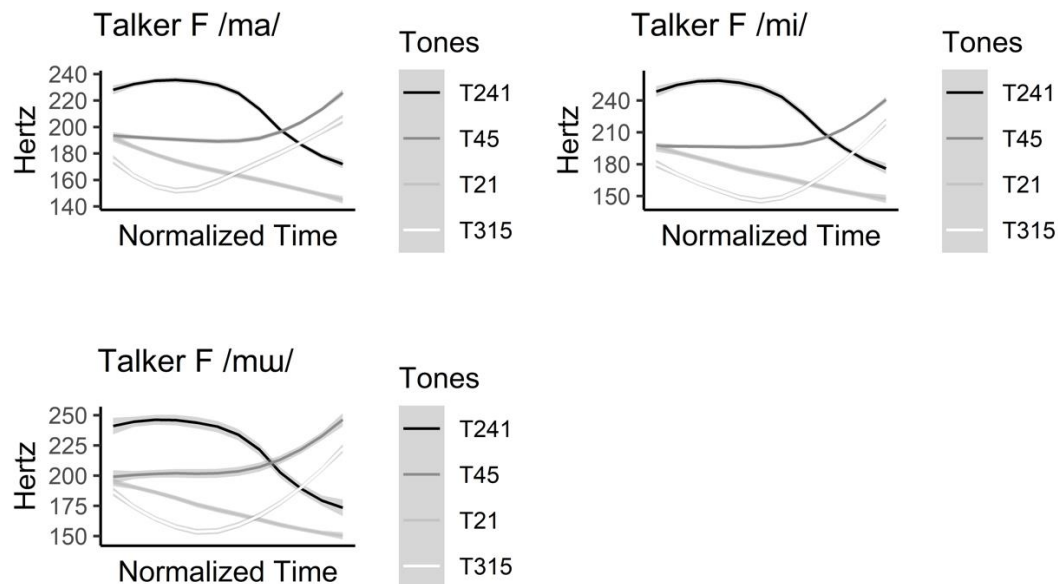 Talker F /ma/
Tones
240
220
200
180
160
140
Hertz
Normalized Time
T241
T45
T21
T315
Talker F /mi/
Tones
240
210
180
150
Hertz
Normalized Time
T241
T45
T21
T315
Talker F /mɯ/
Tones
250
225
200
175
150
Hertz
Normalized Time
T241
T45
T21
T315